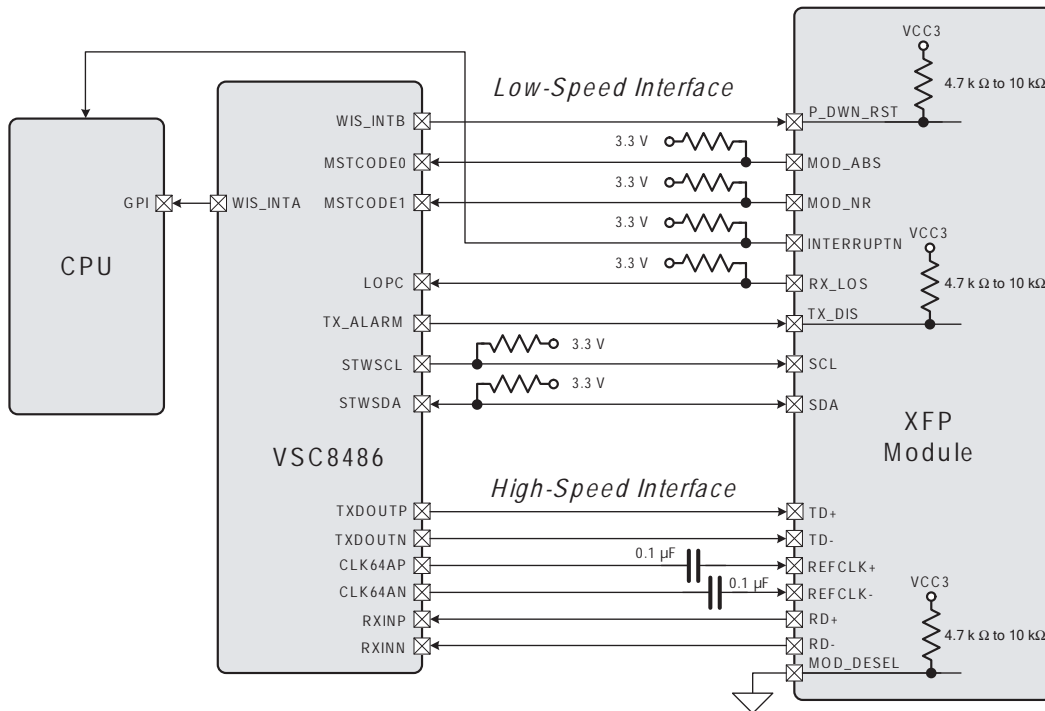 VCC3
4.7 k Ω to 10 kΩ
Low-Speed Interface
WIS_INTB
P_DWN_RST
3.3 V
MSTCODE0
MOD_ABS
3.3 V
GPI
WIS_INTA
MSTCODE1
MOD_NR
3.3 V
VCC3
INTERRUPTN
CPU
3.3 V
4.7 k Ω to 10 kΩ
LOPC
RX_LOS
TX_DIS
TX_ALARM
3.3 V
STWSCL
SCL
3.3 V
STWSDA
SDA
XFP
Module
VSC8486
High-Speed Interface
TXDOUTP
TD+
TXDOUTN
TD-
0.1 µF
CLK64AP
REFCLK+
0.1 µF
VCC3
CLK64AN
REFCLK-
RXINP
RD+
4.7 k Ω to 10 kΩ
RXINN
RD-
MOD_DESEL